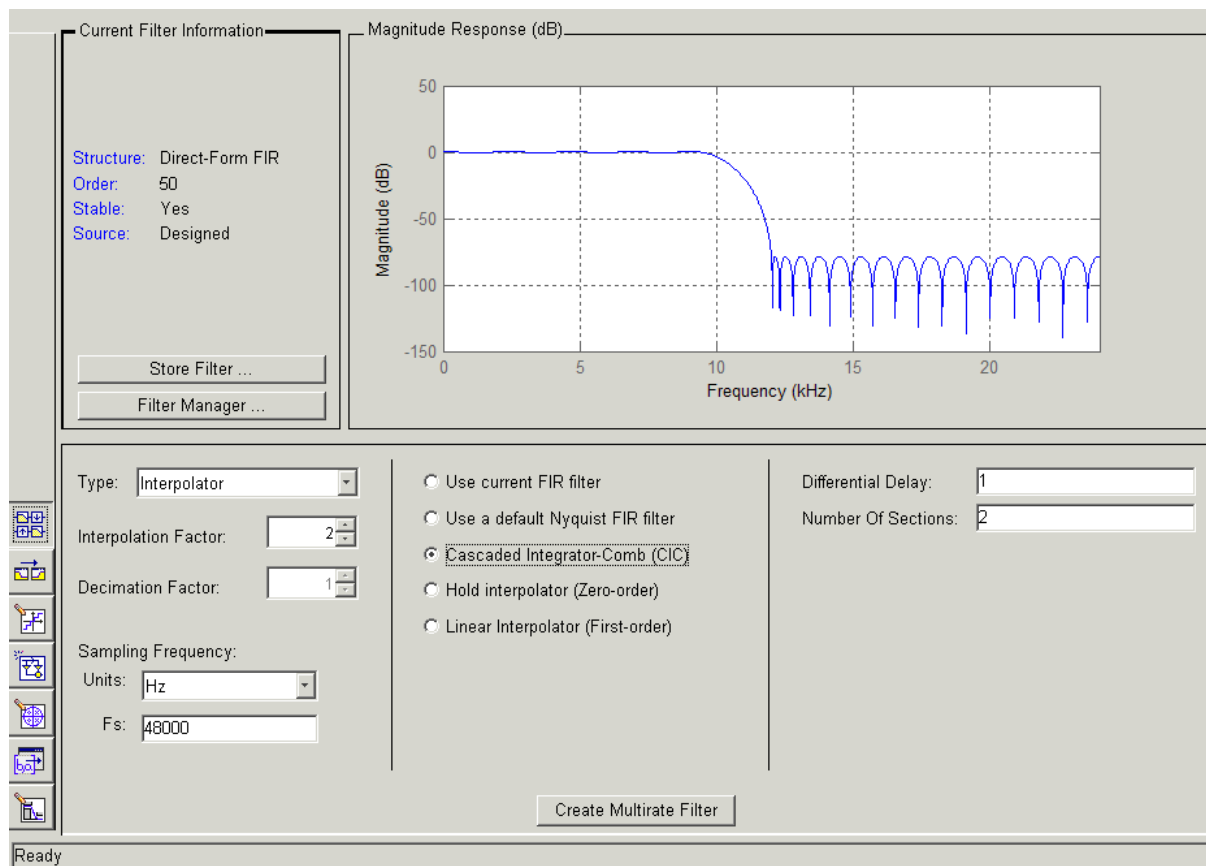 Current Filter Information
Structure: Direct-Form FIR
Order: 50
Stable: Yes
Source: Designed
Store Filter ...
Filter Manager ...
Magnitude Response (dB)
50
0
-50
-100
-150
Magnitude (dB)
0 5 10 15 20
Frequency (kHz)
Type: Interpolator
Interpolation Factor: 2
Decimation Factor: 1
Sampling Frequency:
Units: Hz
Fs: 48000
Use current FIR filter
Use a default Nyquist FIR filter
Cascaded Integrator-Comb (CIC)
Hold interpolator (Zero-order)
Linear Interpolator (First-order)
Differential Delay: 1
Number Of Sections: 2
Create Multirate Filter
[b,a]
Ready